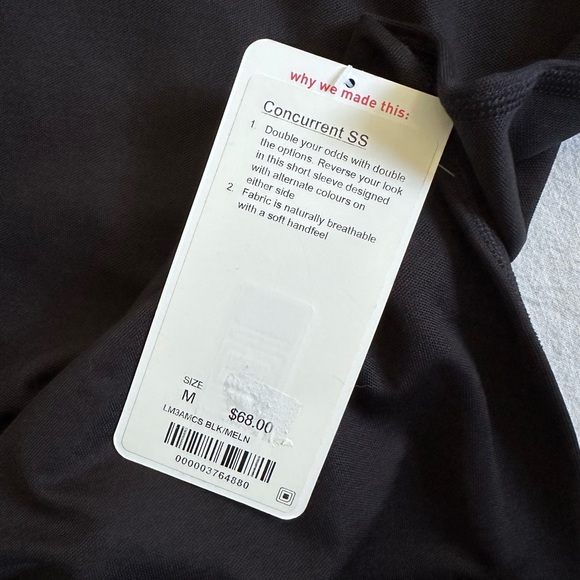 why we made this:
Concurrent SS
1. Double your odds with double
the options. Reverse your look
in this short sleeve designed
with alternate colours on
either side
2. Fabric is naturally breathable
with a soft handfeel
SIZE
M
$68.00
LM3AMCS BLK/MELN
000003764880